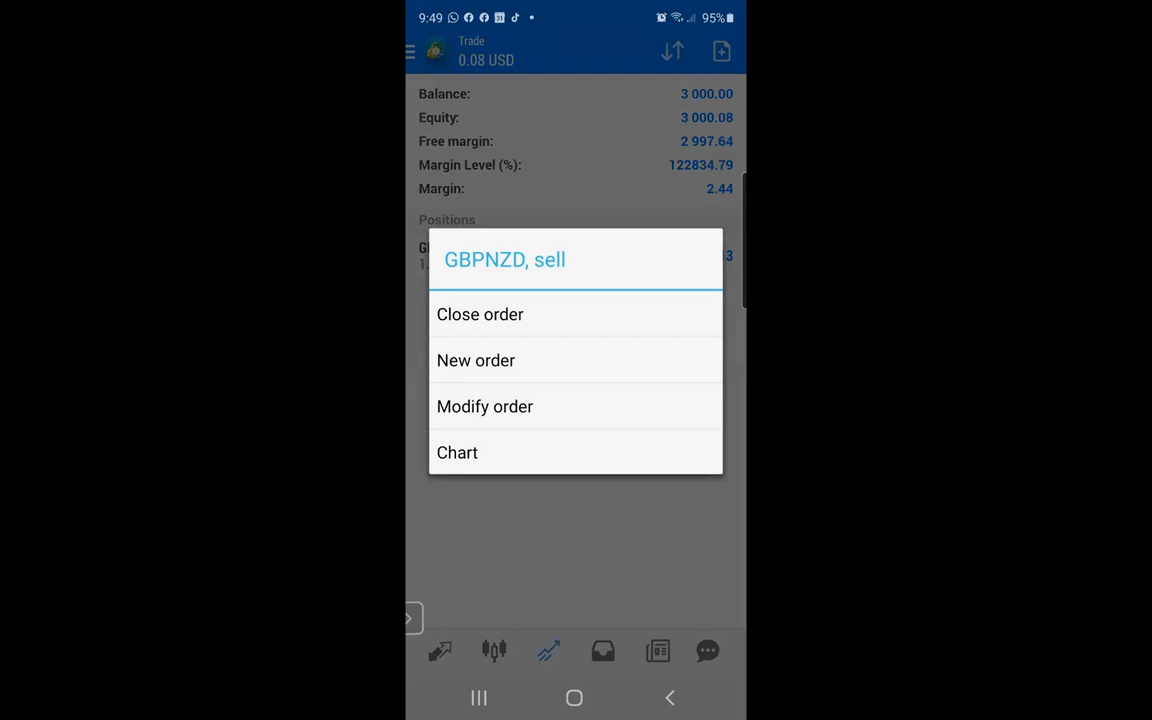 9:49 31 95%
Trade
0.08 USD
Balance: 3 000.00
Equity: 3 000.08
Free margin: 2 997.64
Margin Level (%): 122834.79
Margin: 2.44
Positions
GBPNZD, sell
Close order
New order
Modify order
Chart